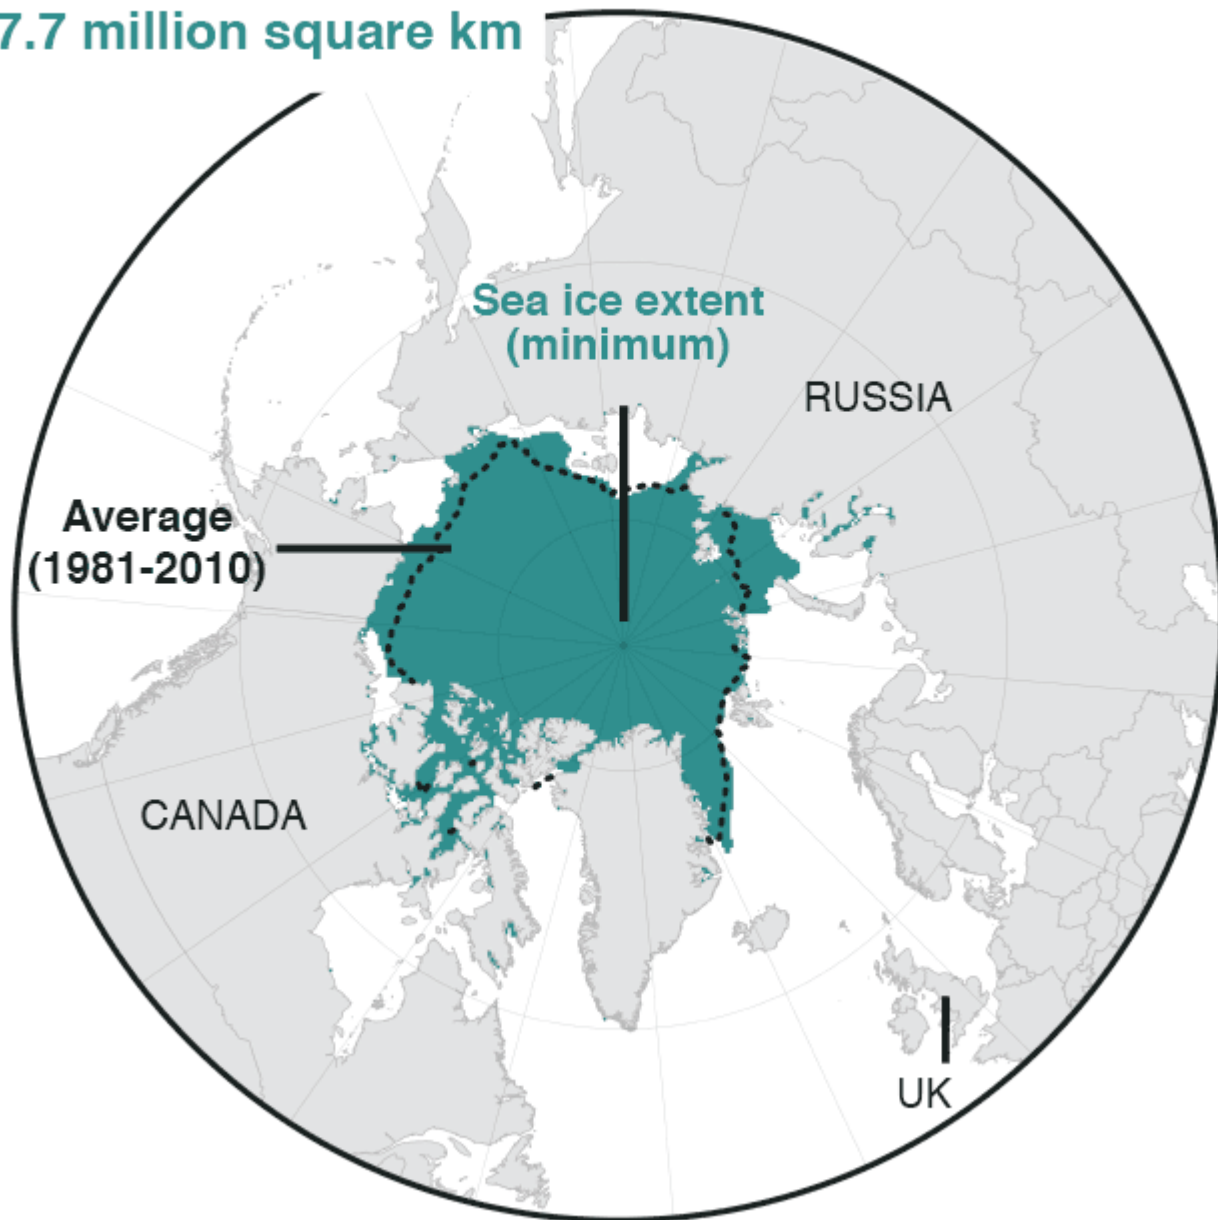 7.7 million square km
Sea ice extent
(minimum)
RUSSIA
Average
(1981-2010)
CANADA
UK